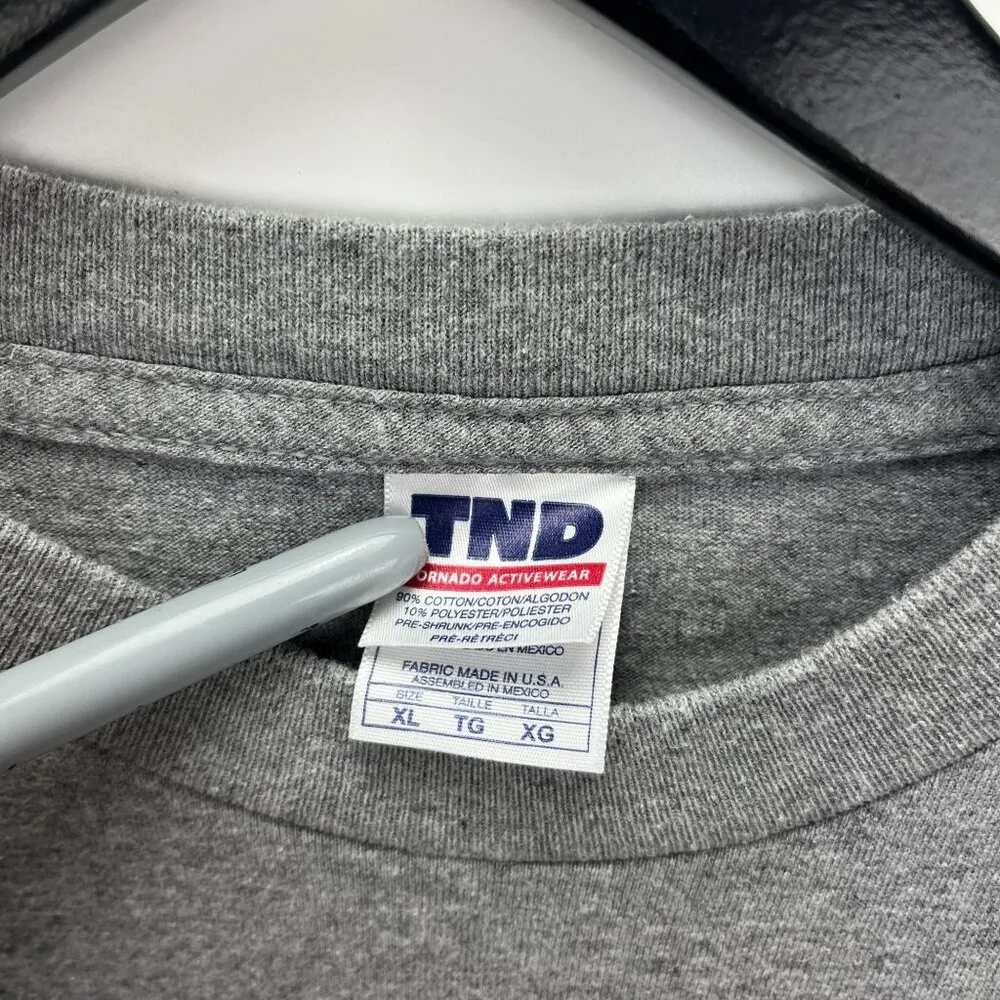 TND
ORNADO ACTIVEWEAR
90% COTTON/COTON/ALGODON
10% POLYESTER/POLIESTER
PRE-SHRUNK/PRE-ENCOGIDO
PRÉ-RÉTRÉCI
EN MEXICO
FABRIC MADE IN U.S.A.
ASSEMBLED IN MEXICO
SIZE TAILLE TALLA
XL TG XG